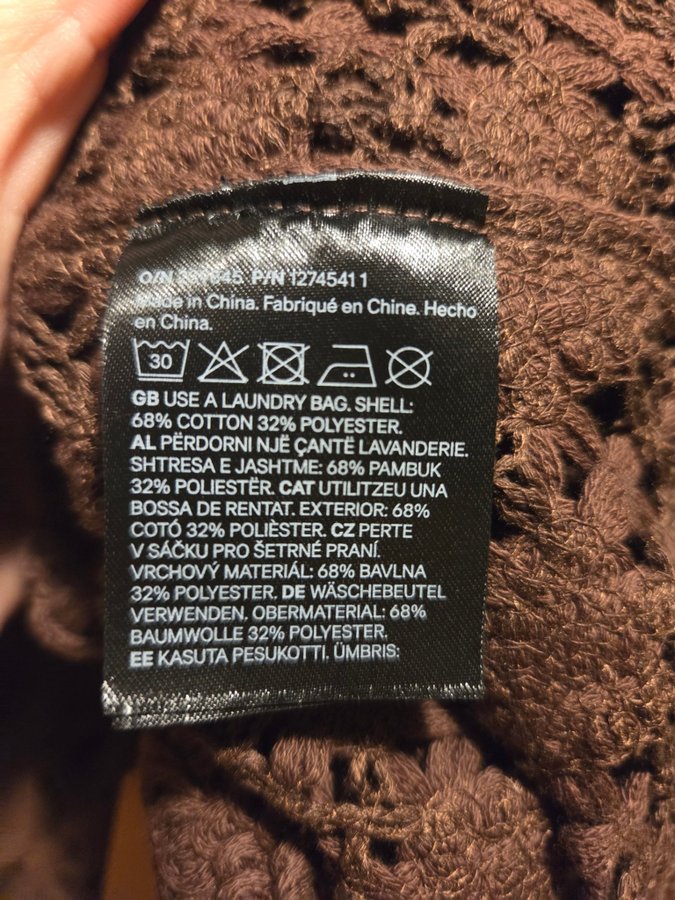 O/N P/N 12745411
Made in China. Fabriqué en Chine. Hecho
en China.
30
GB USE A LAUNDRY BAG. SHELL:
68% COTTON 32% POLYESTER.
AL PËRDORNI NJË ÇANTË LAVANDERIE.
SHTRESA E JASHTME: 68% PAMBUK
32% POLIESTËR. CAT UTILITZEU UNA
BOSSA DE RENTAT. EXTERIOR: 68%
COTÓ 32% POLIÈSTER. CZ PERTE
V SÁČKU PRO ŠETRNÉ PRANÍ.
VRCHOVÝ MATERIÁL: 68% BAVLNA
32% POLYESTER. DE WÄSCHEBEUTEL
VERWENDEN. OBERMATERIAL: 68%
BAUMWOLLE 32% POLYESTER.
EE KASUTA PESUKOTTI. ÜMBRIS: